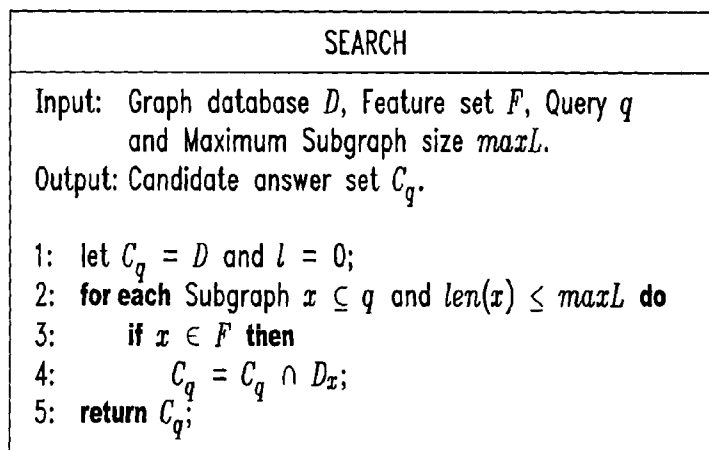 SEARCH
Input: Graph database D, Feature set F, Query q
and Maximum Subgraph size maxL.
Output: Candidate answer set C_q.
1: let C_q = D and l = 0;
2: for each Subgraph x ⊆ q and len(x) ≤ maxL do
3: if x ∈ F then
4: C_q = C_q ∩ D_x;
5: return C_q;